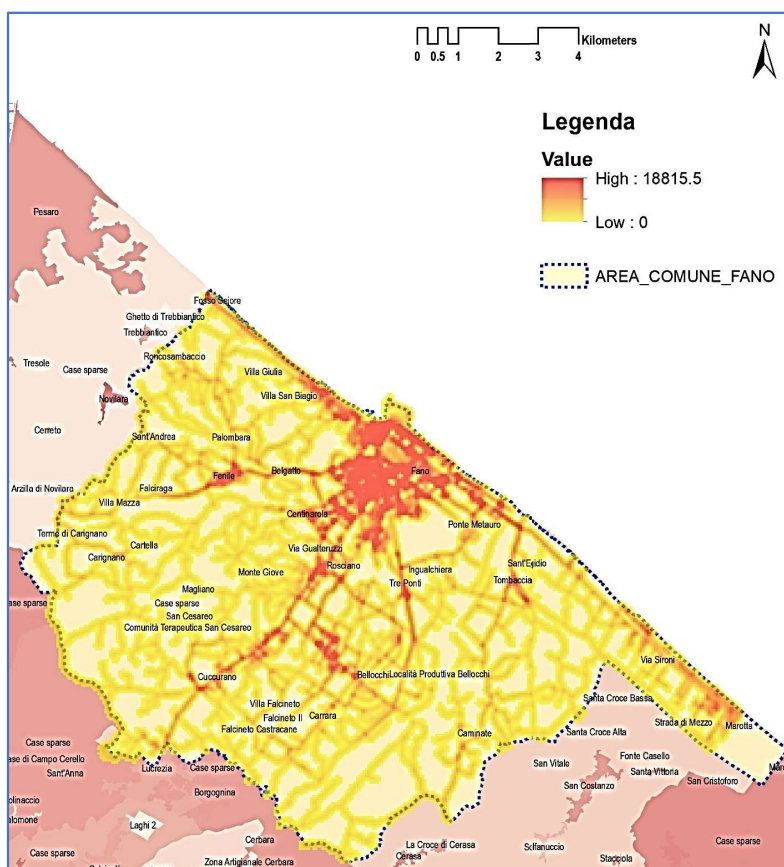 N
Kilometers
0 0.5 1 2 3 4
Legenda
Value
High : 18815.5
Low : 0
AREA_COMUNE_FANO
Pesaro
Fosso Sejore
Ghetto di Trebbiantico
Trebbiantico
Roncosambaccio
Tresole
Case sparse
Villa Giulia
Villa San Biagio
Novilara
Cerreto
Sant'Andrea
Palombara
Fenile
Belgatto
Fano
Arzilla di Novilara
Falciraga
Villa Mazza
Centinarola
Ponte Metauro
Terme di Carignano
Cartella
Carignano
Via Gualteruzzi
Rosciano
Sant'Egidio
Monte Giove
Ingualchiera
Tre Ponti
Tombaccia
Magliano
Case sparse
San Cesareo
Comunità Terapeutica San Cesareo
Via Sironi
Cuccurano
Bellocchi
Località Produttiva Bellocchi
Santa Croce Bassa
Villa Falcineto
Falcineto II
Carrara
Falcineto Castracane
Strada di Mezzo
Marotta
Caminate
Santa Croce Alta
Case sparse
Sant'Anna
Lucrezia
Case sparse
San Vitale
Fonte Casello
Santa Vittoria
San Cristoforo
Borgognina
San Costanzo
Laghi 2
Cerbara
La Croce di Cerasa
Cerasa
Case sparse
Zona Artigianale Cerbara
Stacciola
Case sparse